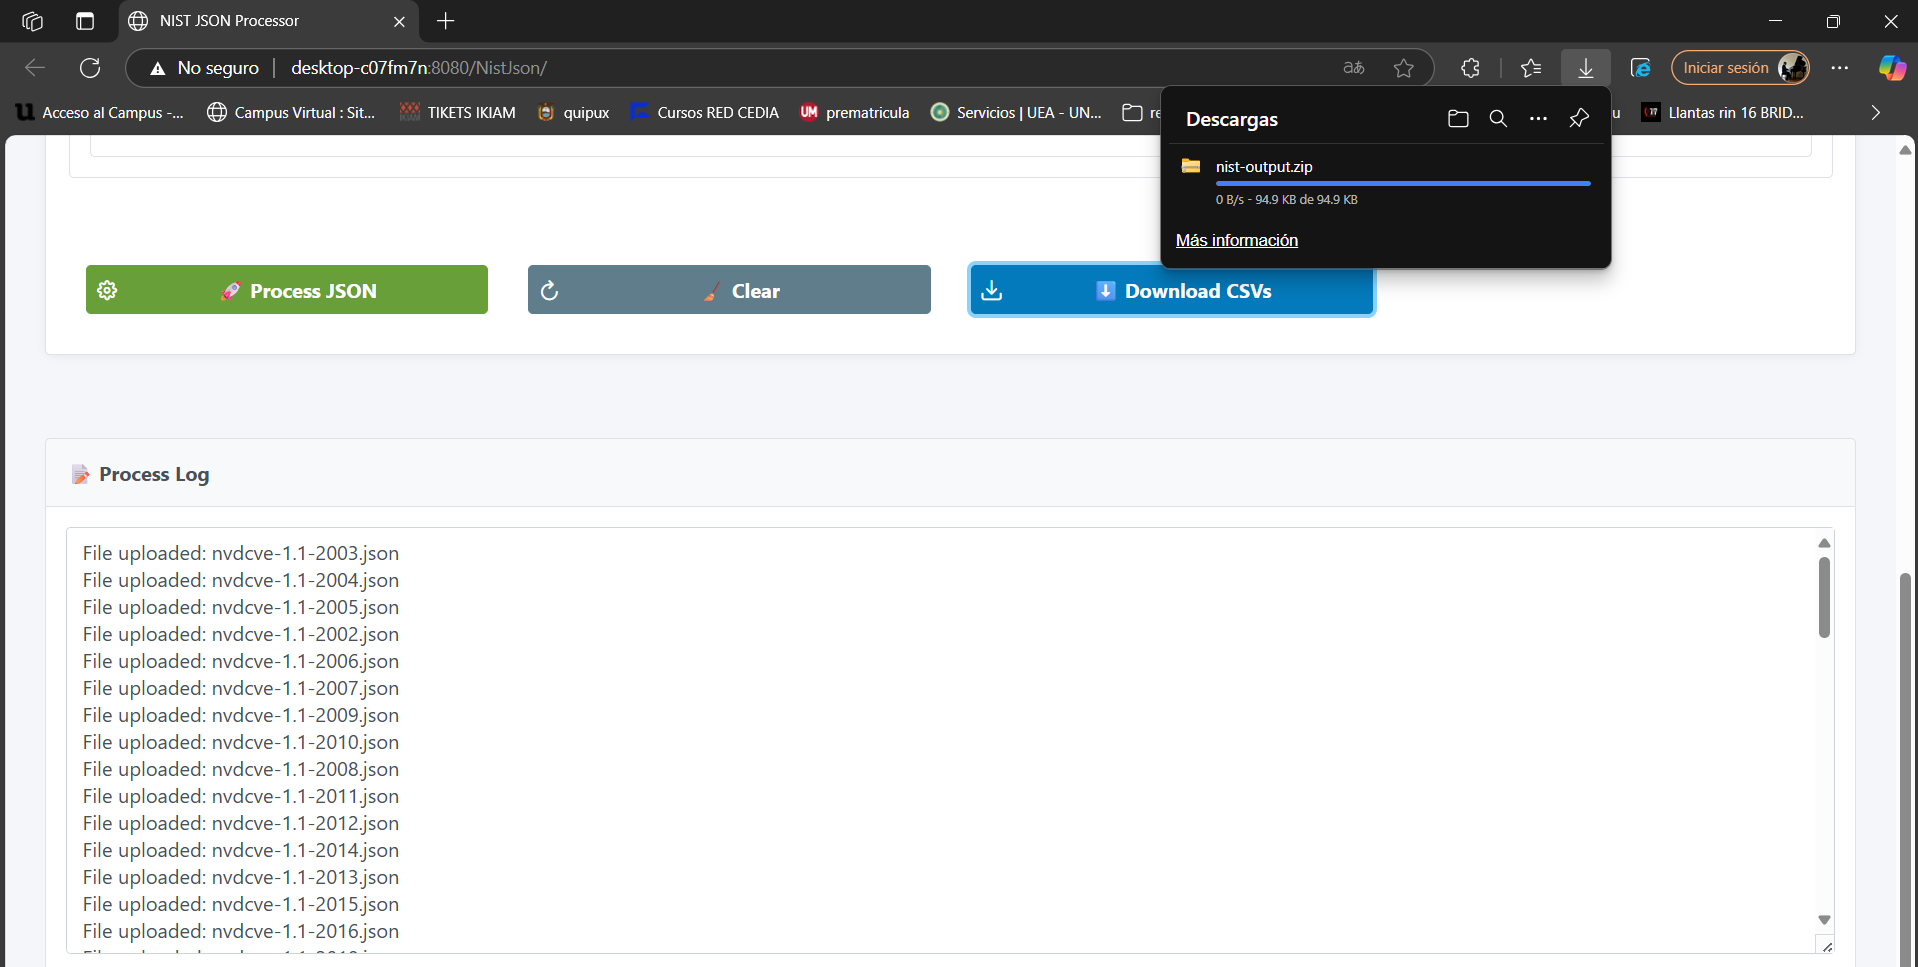 NIST JSON Processor
No seguro
desktop-c07fm7n:8080/NistJson/
aあ
Iniciar sesión
Acceso al Campus -...
Campus Virtual : Sit...
TIKETS IKIAM
quipux
Cursos RED CEDIA
UM prematricula
Servicios | UEA - UN...
re
u
Llantas rin 16 BRID...
Descargas
nist-output.zip
0 B/s - 94.9 KB de 94.9 KB
Más información
Process JSON
Clear
Download CSVs
Process Log
File uploaded: nvdcve-1.1-2003.json
File uploaded: nvdcve-1.1-2004.json
File uploaded: nvdcve-1.1-2005.json
File uploaded: nvdcve-1.1-2002.json
File uploaded: nvdcve-1.1-2006.json
File uploaded: nvdcve-1.1-2007.json
File uploaded: nvdcve-1.1-2009.json
File uploaded: nvdcve-1.1-2010.json
File uploaded: nvdcve-1.1-2008.json
File uploaded: nvdcve-1.1-2011.json
File uploaded: nvdcve-1.1-2012.json
File uploaded: nvdcve-1.1-2014.json
File uploaded: nvdcve-1.1-2013.json
File uploaded: nvdcve-1.1-2015.json
File uploaded: nvdcve-1.1-2016.json